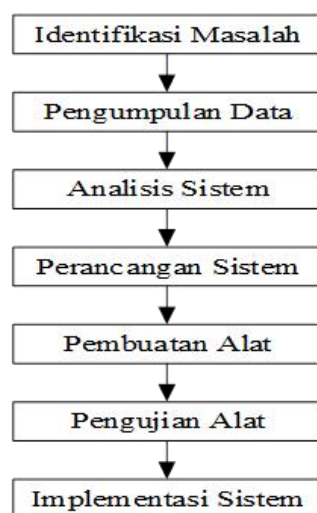 Identifikasi Masalah
Pengumpulan Data
Analisis Sistem
Perancangan Sistem
Pembuatan Alat
Pengujian Alat
Implementasi Sistem